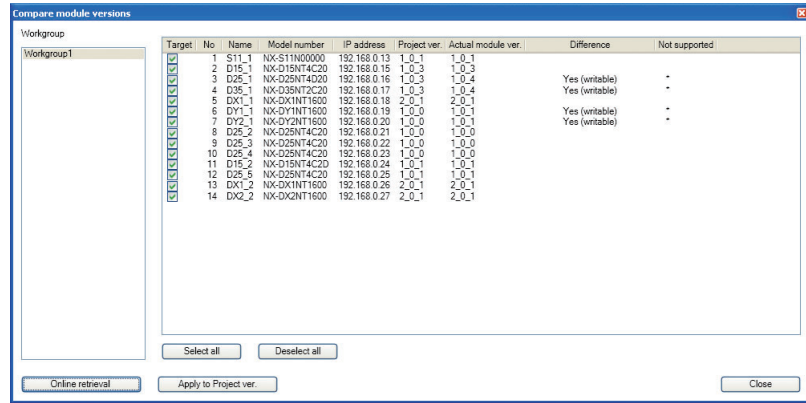 Compare module versions
Workgroup
Workgroup1
Target No Name Model number IP address Project ver. Actual module ver. Difference Not supported
1 S11_1 NX-S11N00000 192.168.0.13 1_0_1 1_0_1
2 D15_1 NX-D15NT4C20 192.168.0.15 1_0_3 1_0_3
3 D25_1 NX-D25NT4D20 192.168.0.16 1_0_3 1_0_4 Yes (writable) *
4 D35_1 NX-D35NT2C20 192.168.0.17 1_0_3 1_0_4 Yes (writable) *
5 DX1_1 NX-DX1NT1600 192.168.0.18 2_0_1 2_0_1
6 DY1_1 NX-DY1NT1600 192.168.0.19 1_0_0 1_0_1 Yes (writable) *
7 DY2_1 NX-DY2NT1600 192.168.0.20 1_0_0 1_0_1 Yes (writable) *
8 D25_2 NX-D25NT4C20 192.168.0.21 1_0_0 1_0_0
9 D25_3 NX-D25NT4C20 192.168.0.22 1_0_0 1_0_0
10 D25_4 NX-D25NT4C20 192.168.0.23 1_0_0 1_0_0
11 D15_2 NX-D15NT4C2D 192.168.0.24 1_0_1 1_0_1
12 D25_5 NX-D25NT4C20 192.168.0.25 1_0_1 1_0_1
13 DX1_2 NX-DX1NT1600 192.168.0.26 2_0_1 2_0_1
14 DX2_2 NX-DX2NT1600 192.168.0.27 2_0_1 2_0_1
Select all Deselect all
Online retrieval Apply to Project ver. Close